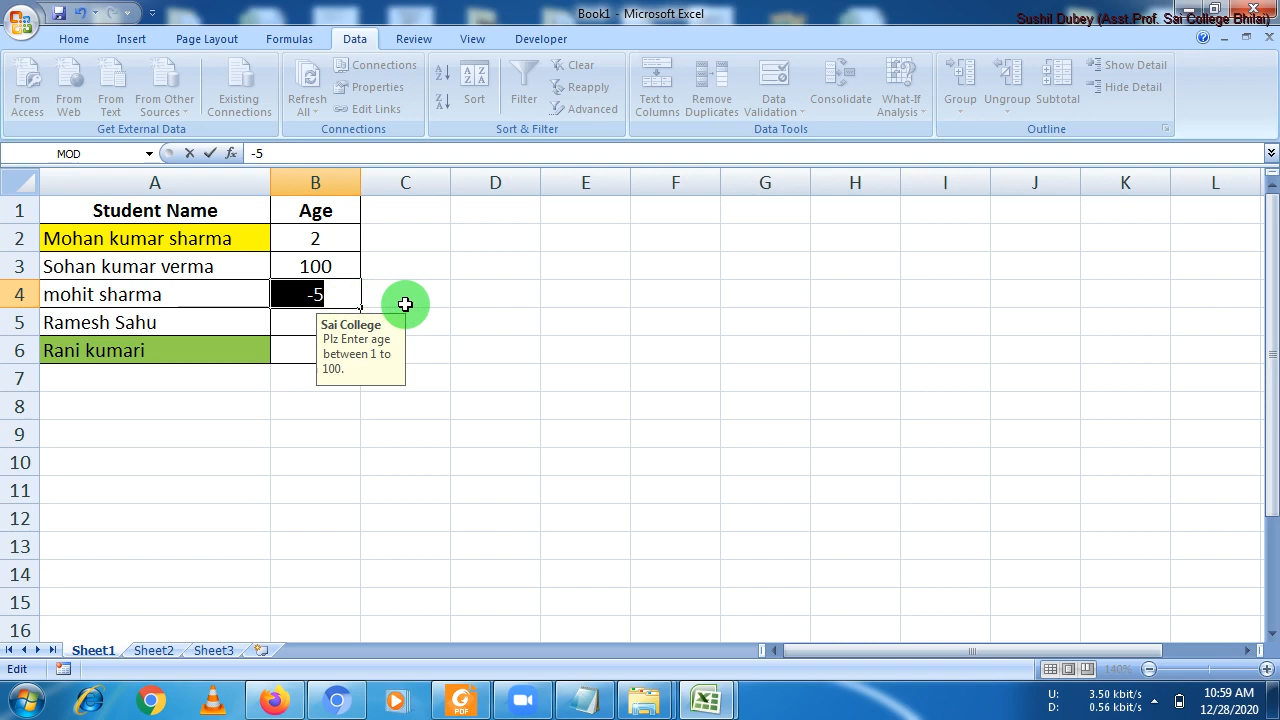 Book1 - Microsoft Excel
Sushil Dubey (Asst.Prof. Sai College Bhilai)
Home Insert Page Layout Formulas Data Review View Developer
From Access
From Web
From Text
From Other Sources
Existing Connections
Get External Data
Refresh All
Connections
Properties
Edit Links
Connections
Sort
Filter
Clear
Reapply
Advanced
Sort & Filter
Text to Columns
Remove Duplicates
Data Validation
Consolidate
What-If Analysis
Data Tools
Group
Ungroup
Subtotal
Show Detail
Hide Detail
Outline
MOD
fx
-5
A B C D E F G H I J K L
1 Student Name Age
2 Mohan kumar sharma 2
3 Sohan kumar verma 100
4 mohit sharma -5
5 Ramesh Sahu
6 Rani kumari
Sai College
Plz Enter age
between 1 to
100.
7
8
9
10
11
12
13
14
15
16
Sheet1 Sheet2 Sheet3
Edit
140%
PDF
U: 3.50 kbit/s
D: 0.56 kbit/s
10:59 AM
12/28/2020